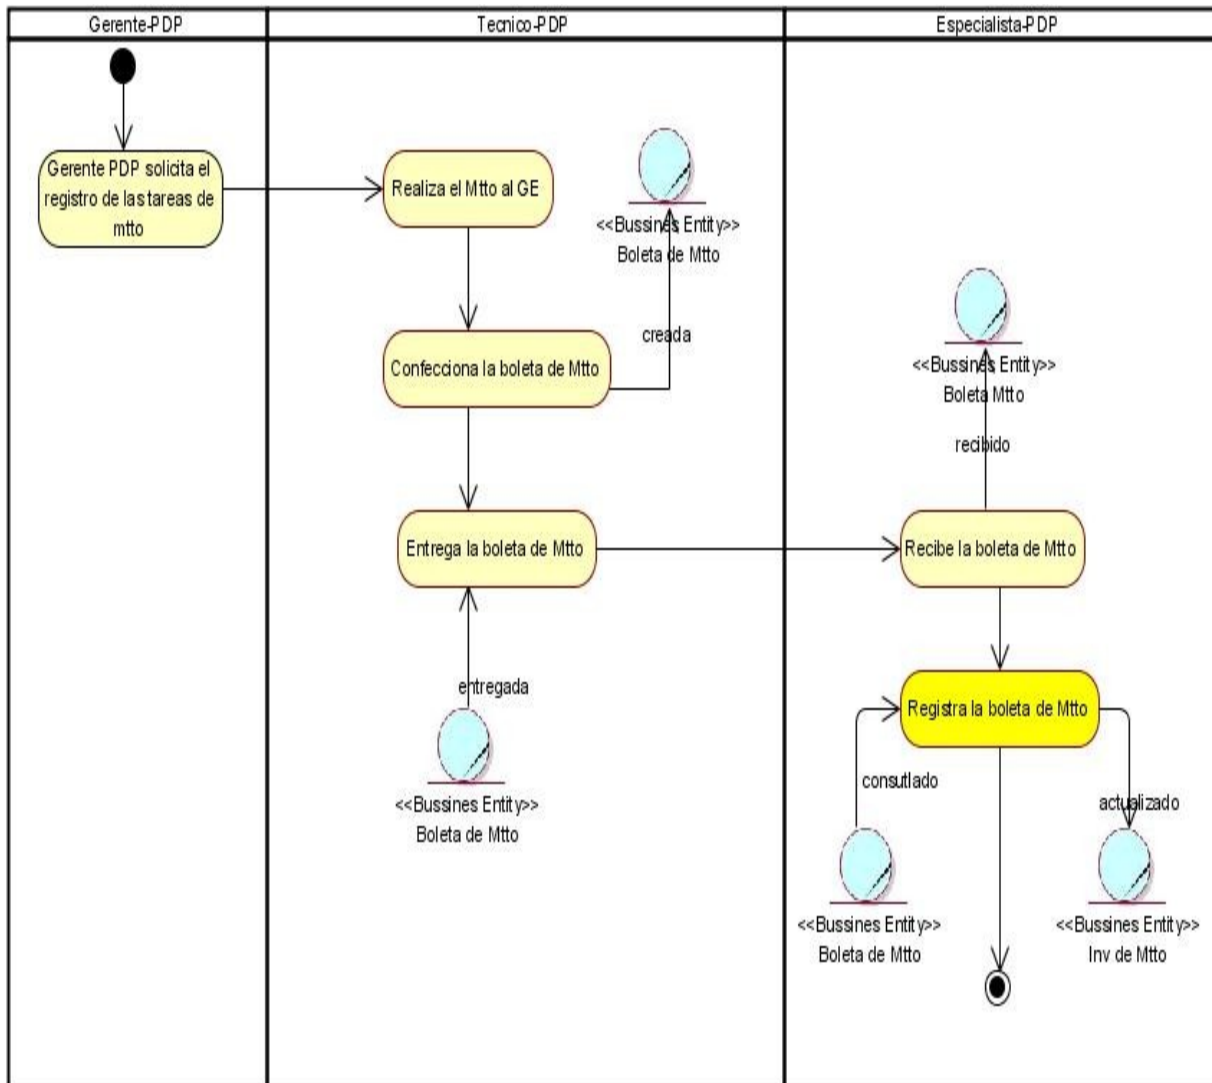 Gerente-PDP
Tecnico-PDP
Especialista-PDP
Gerente PDP solicita el
registro de las tareas de
mtto
Realiza el Mtto al GE
<<Bussines Entity>>
Boleta de Mtto
creada
Confecciona la boleta de Mtto
<<Bussines Entity>>
Boleta Mtto
recibido
Entrega la boleta de Mtto
Recibe la boleta de Mtto
entregada
<<Bussines Entity>>
Boleta de Mtto
Registra la boleta de Mtto
consutlado
actualizado
<<Bussines Entity>>
Boleta de Mtto
<<Bussines Entity>>
Inv de Mtto